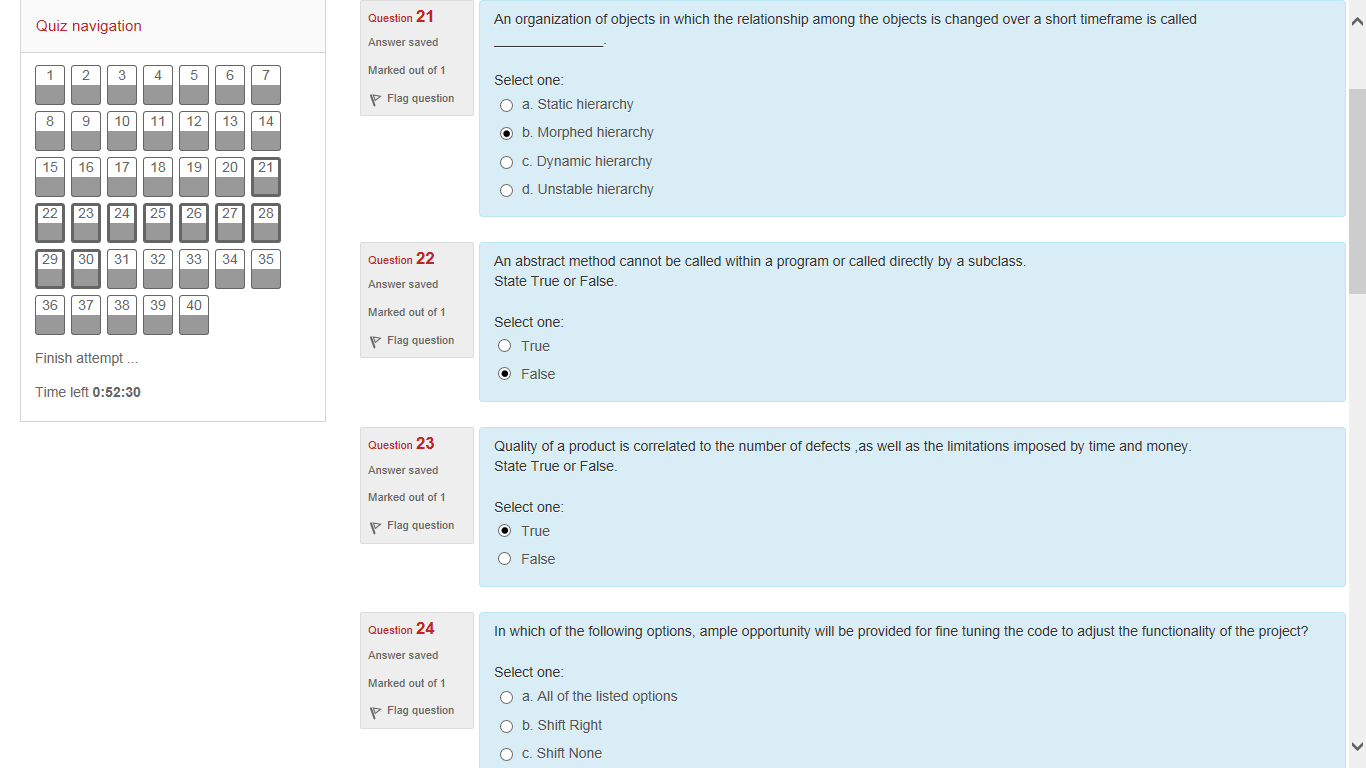 Quiz navigation
1 2 3 4 5 6 7
8 9 10 11 12 13 14
15 16 17 18 19 20 21
22 23 24 25 26 27 28
29 30 31 32 33 34 35
36 37 38 39 40
Finish attempt ...
Time left 0:52:30
Question 21
Answer saved
Marked out of 1
Flag question
An organization of objects in which the relationship among the objects is changed over a short timeframe is called
______________.
Select one:
a. Static hierarchy
b. Morphed hierarchy
c. Dynamic hierarchy
d. Unstable hierarchy
Question 22
Answer saved
Marked out of 1
Flag question
An abstract method cannot be called within a program or called directly by a subclass.
State True or False.
Select one:
True
False
Question 23
Answer saved
Marked out of 1
Flag question
Quality of a product is correlated to the number of defects ,as well as the limitations imposed by time and money.
State True or False.
Select one:
True
False
Question 24
Answer saved
Marked out of 1
Flag question
In which of the following options, ample opportunity will be provided for fine tuning the code to adjust the functionality of the project?
Select one:
a. All of the listed options
b. Shift Right
c. Shift None